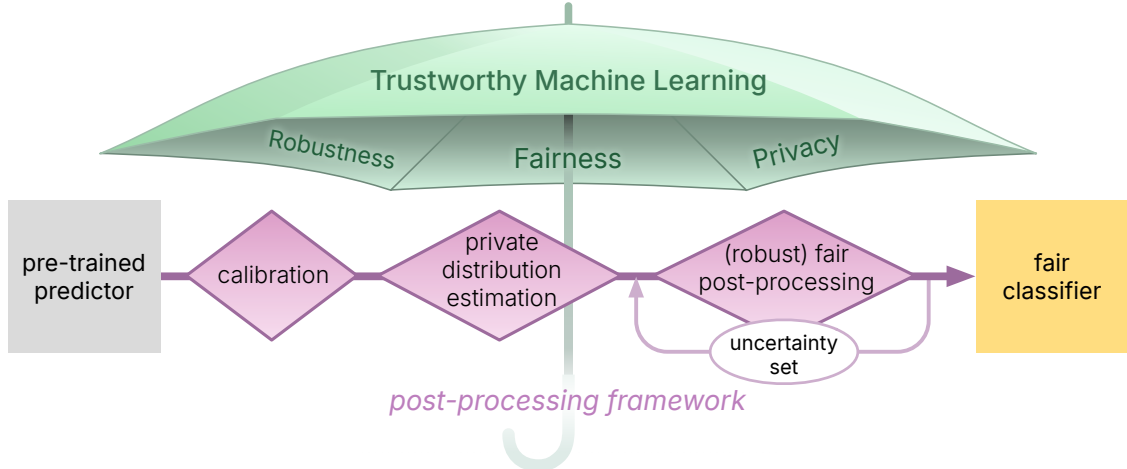 Trustworthy Machine Learning
Robustness
Fairness
Privacy
pre-trained
predictor
calibration
private
distribution
estimation
(robust) fair
post-processing
uncertainty
set
fair
classifier
post-processing framework